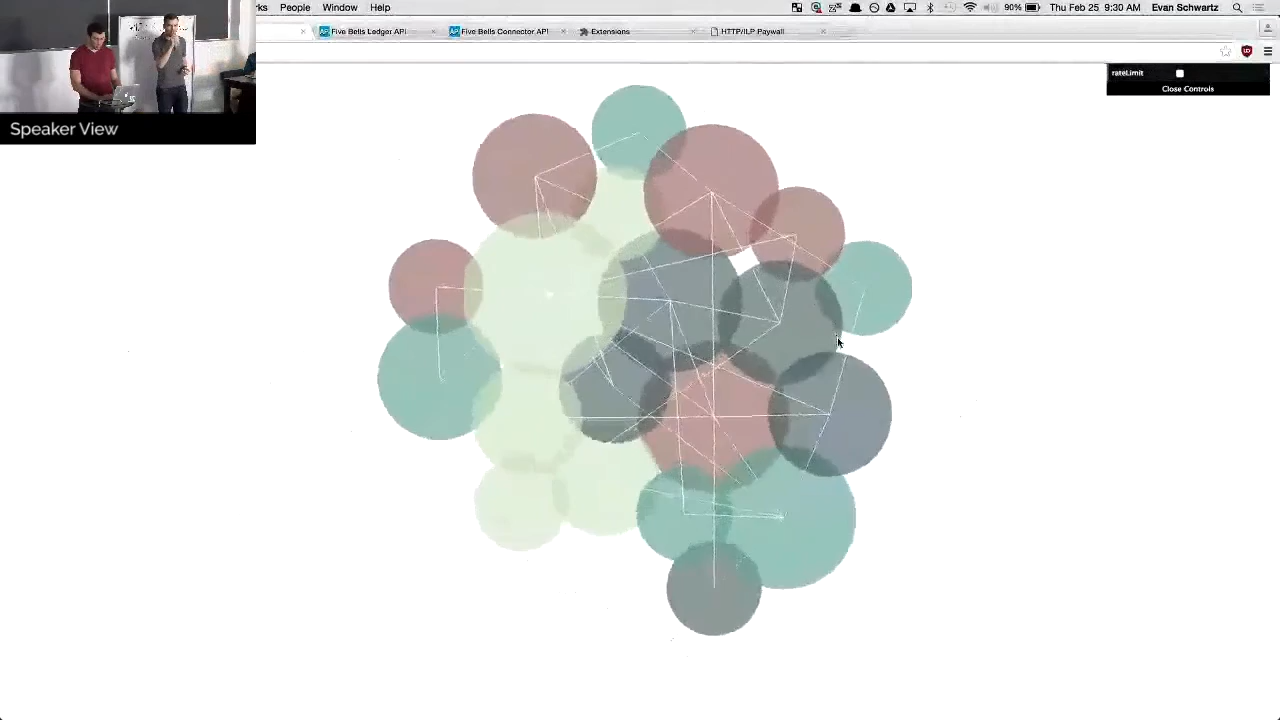 rks People Window Help 90% Thu Feb 25 9:30 AM Evan Schwartz
Five Bells Ledger API Five Bells Connector API Extensions HTTP/ILP Paywall
rateLimit
Close Controls
Speaker View